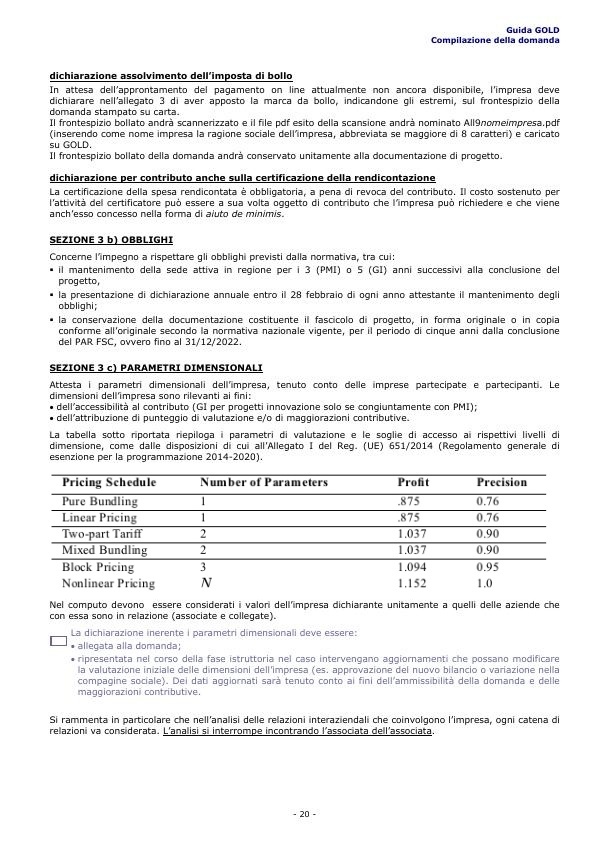 Guida GOLD
Compilazione della domanda
dichiarazione assolvimento dell'imposta di bollo
In attesa dell'approntamento del pagamento on line attualmente non ancora disponibile, l'impresa deve
dichiarare nell'allegato 3 di aver apposto la marca da bollo, indicandone gli estremi, sul frontespizio della
domanda stampato su carta.
Il frontespizio bollato andrà scannerizzato e il file pdf esito della scansione andrà nominato All9nomeimpresa.pdf
(inserendo come nome impresa la ragione sociale dell'impresa, abbreviata se maggiore di 8 caratteri) e caricato
su GOLD.
Il frontespizio bollato della domanda andrà conservato unitamente alla documentazione di progetto.
dichiarazione per contributo anche sulla certificazione della rendicontazione
La certificazione della spesa rendicontata è obbligatoria, a pena di revoca del contributo. Il costo sostenuto per
l'attività del certificatore può essere a sua volta oggetto di contributo che l'impresa può richiedere e che viene
anch'esso concesso nella forma di aiuto de minimis.
SEZIONE 3 b) OBBLIGHI
Concerne l'impegno a rispettare gli obblighi previsti dalla normativa, tra cui:
▪ il mantenimento della sede attiva in regione per i 3 (PMI) o 5 (GI) anni successivi alla conclusione del
progetto,
▪ la presentazione di dichiarazione annuale entro il 28 febbraio di ogni anno attestante il mantenimento degli
obblighi;
▪ la conservazione della documentazione costituente il fascicolo di progetto, in forma originale o in copia
conforme all'originale secondo la normativa nazionale vigente, per il periodo di cinque anni dalla conclusione
del PAR FSC, ovvero fino al 31/12/2022.
SEZIONE 3 c) PARAMETRI DIMENSIONALI
Attesta i parametri dimensionali dell'impresa, tenuto conto delle imprese partecipate e partecipanti. Le
dimensioni dell'impresa sono rilevanti ai fini:
• dell'accessibilità al contributo (GI per progetti innovazione solo se congiuntamente con PMI);
• dell'attribuzione di punteggio di valutazione e/o di maggiorazioni contributive.
La tabella sotto riportata riepiloga i parametri di valutazione e le soglie di accesso ai rispettivi livelli di
dimensione, come dalle disposizioni di cui all'Allegato I del Reg. (UE) 651/2014 (Regolamento generale di
esenzione per la programmazione 2014-2020).
Pricing Schedule Number of Parameters Profit Precision
Pure Bundling 1 .875 0.76
Linear Pricing 1 .875 0.76
Two-part Tariff 2 1.037 0.90
Mixed Bundling 2 1.037 0.90
Block Pricing 3 1.094 0.95
Nonlinear Pricing N 1.152 1.0
Nel computo devono essere considerati i valori dell'impresa dichiarante unitamente a quelli delle aziende che
con essa sono in relazione (associate e collegate).
La dichiarazione inerente i parametri dimensionali deve essere:
• allegata alla domanda;
• ripresentata nel corso della fase istruttoria nel caso intervengano aggiornamenti che possano modificare
la valutazione iniziale delle dimensioni dell'impresa (es. approvazione del nuovo bilancio o variazione nella
compagine sociale). Dei dati aggiornati sarà tenuto conto ai fini dell'ammissibilità della domanda e delle
maggiorazioni contributive.
Si rammenta in particolare che nell'analisi delle relazioni interaziendali che coinvolgono l'impresa, ogni catena di
relazioni va considerata. L'analisi si interrompe incontrando l'associata dell'associata.
- 20 -